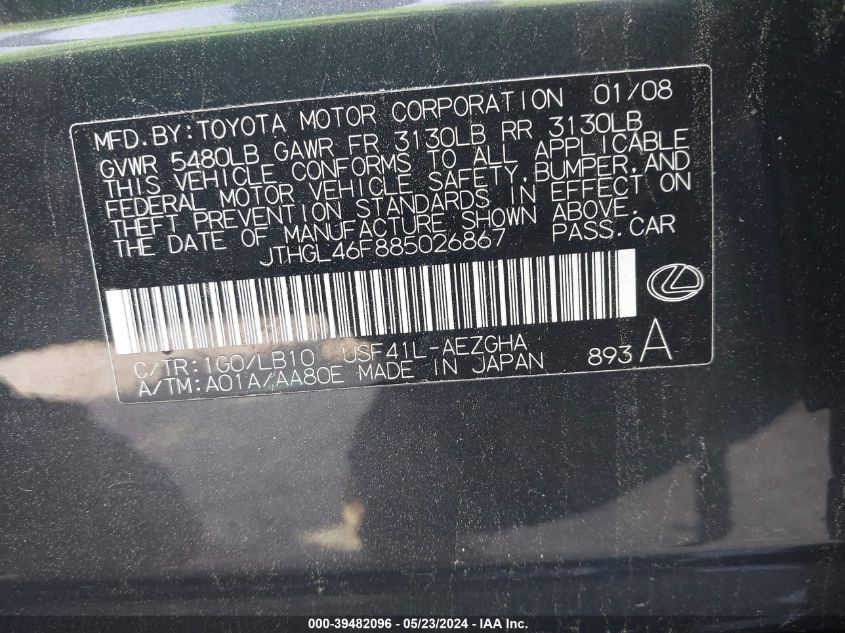 MFD.BY:TOYOTA MOTOR CORPORATION 01/08
GVWR 5480LB GAWR FR 3130LB RR 3130LB
THIS VEHICLE CONFORMS TO ALL APPLICABLE
FEDERAL MOTOR VEHICLE SAFETY,BUMPER,AND
THEFT PREVENTION STANDARDS IN EFFECT ON
THE DATE OF MANUFACTURE SHOWN ABOVE.
JTHGL46F885026867 PASS.CAR
C/TR:1G0/LB10 USF41L-AEZGHA
A/TM:A01A/AA80E MADE IN JAPAN 893 A
000-39482096 - 05/23/2024 - IAA Inc.